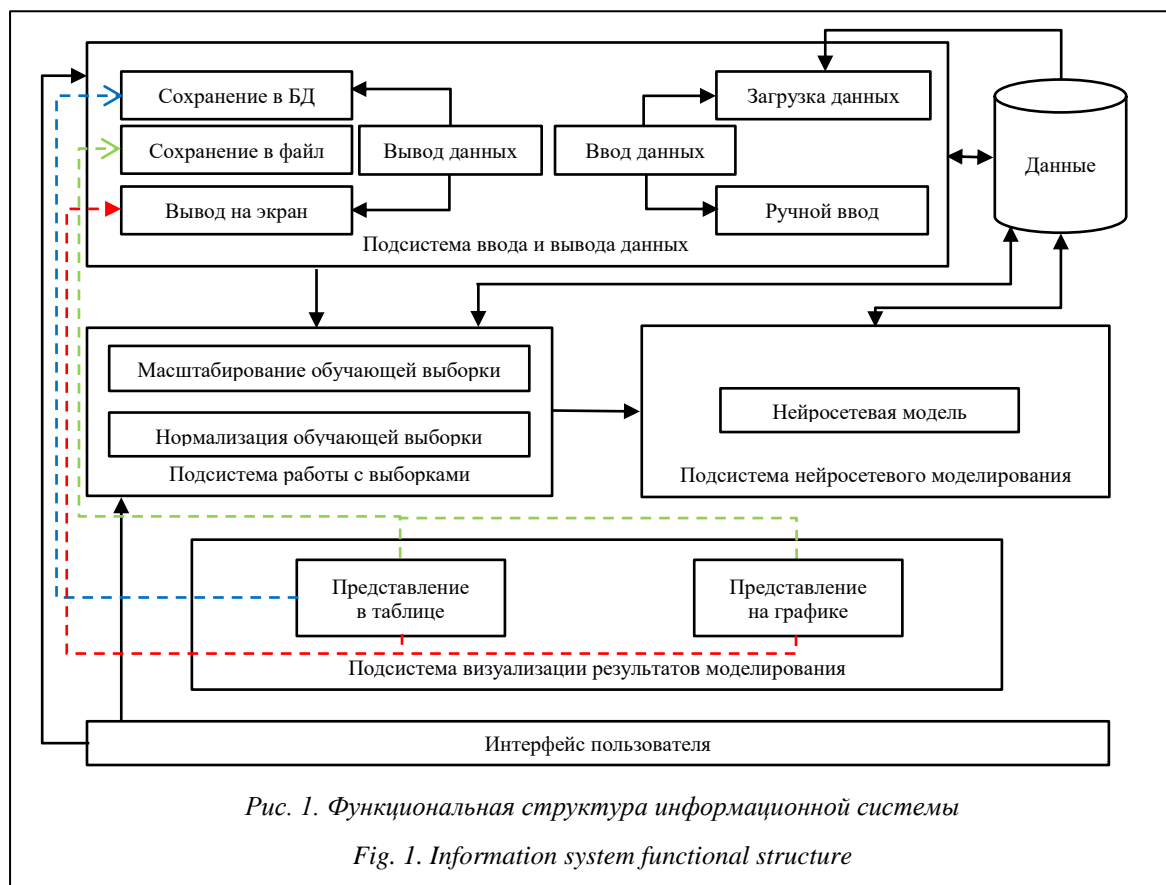 Сохранение в БД
Загрузка данных
Сохранение в файл
Вывод данных
Ввод данных
Данные
Вывод на экран
Ручной ввод
Подсистема ввода и вывода данных
Масштабирование обучающей выборки
Нормализация обучающей выборки
Подсистема работы с выборками
Нейросетевая модель
Подсистема нейросетевого моделирования
Представление
в таблице
Представление
на графике
Подсистема визуализации результатов моделирования
Интерфейс пользователя
Рис. 1. Функциональная структура информационной системы
Fig. 1. Information system functional structure